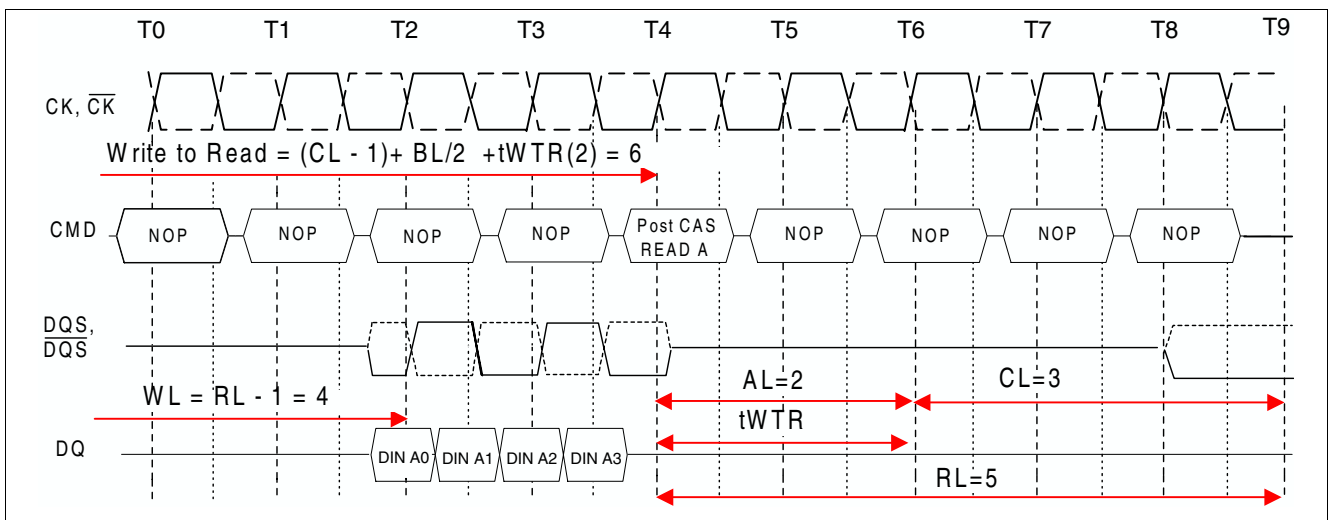 T0 T1 T2 T3 T4 T5 T6 T7 T8 T9
CK, CK
Write to Read = (CL - 1)+ BL/2 +tWTR(2) = 6
CMD NOP NOP NOP NOP Post CAS READ A NOP NOP NOP NOP
DQS,
DQS
AL=2 CL=3
WL = RL - 1 = 4
tWTR
DQ DIN A0 DIN A1 DIN A2 DIN A3
RL=5